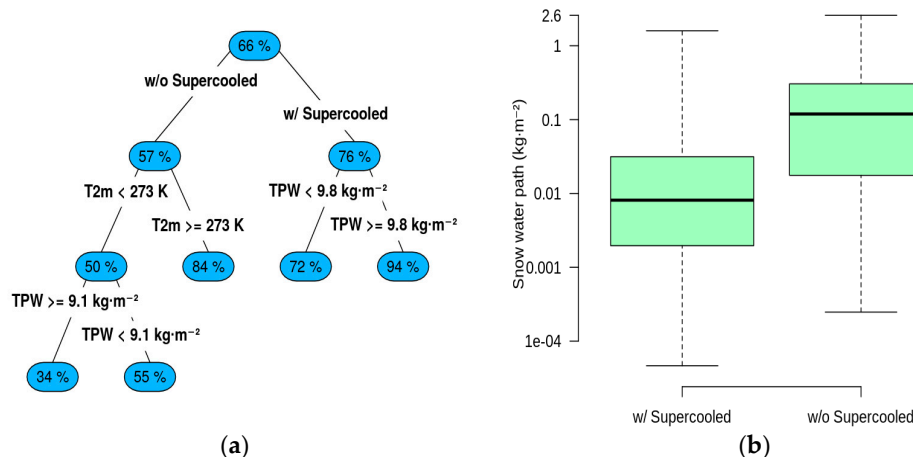 66 %
w/o Supercooled
w/ Supercooled
57 %
76 %
T2m < 273 K
TPW < 9.8 kg·m⁻²
T2m >= 273 K
TPW >= 9.8 kg·m⁻²
50 %
84 %
72 %
94 %
TPW >= 9.1 kg·m⁻²
TPW < 9.1 kg·m⁻²
34 %
55 %
(a)
Snow water path (kg·m⁻²)
2.6
1
0.1
0.01
0.001
1e-04
w/ Supercooled
w/o Supercooled
(b)